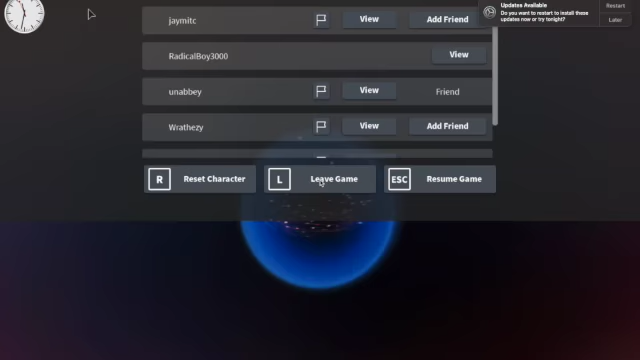 Updates Available
Do you want to restart to install these
updates now or try tonight?
Restart
Later
jaymitc View Add Friend
RadicalBoy3000 View
unabbey View Friend
Wrathezy View Add Friend
R Reset Character L Leave Game ESC Resume Game